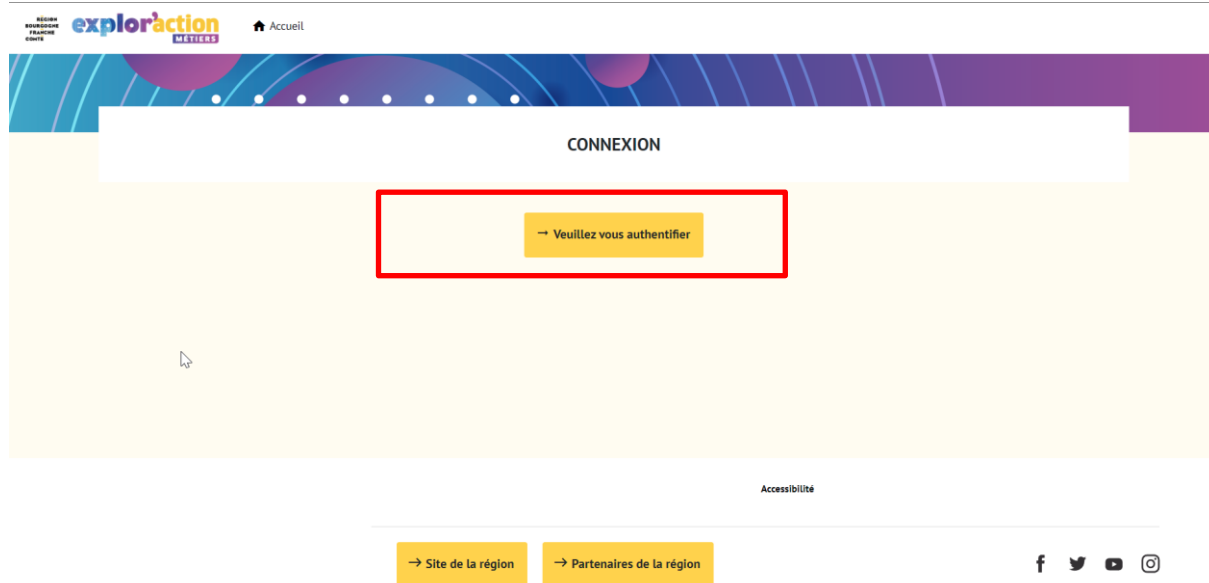 RÉGION
BOURGOGNE
FRANCHE
COMTÉ
explor'action
MÉTIERS
Accueil
CONNEXION
→ Veuillez vous authentifier
Accessibilité
→ Site de la région
→ Partenaires de la région